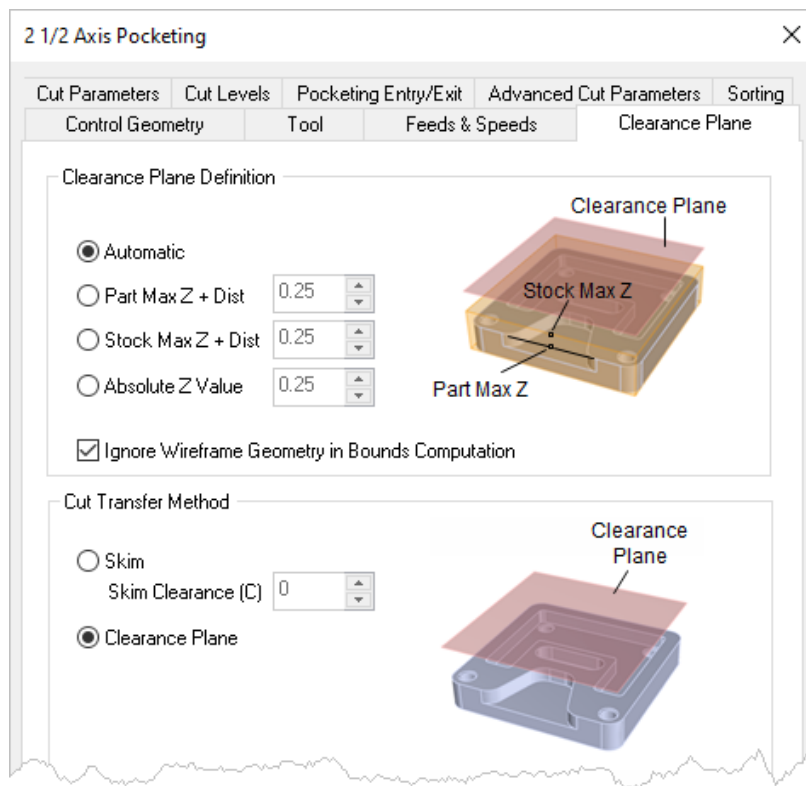 2 1/2 Axis Pocketing
Cut Parameters Cut Levels Pocketing Entry/Exit Advanced Cut Parameters Sorting
Control Geometry Tool Feeds & Speeds Clearance Plane
Clearance Plane Definition
Clearance Plane
Automatic
Part Max Z + Dist 0.25
Stock Max Z
Stock Max Z + Dist 0.25
Absolute Z Value 0.25
Part Max Z
Ignore Wireframe Geometry in Bounds Computation
Cut Transfer Method
Clearance
Plane
Skim
Skim Clearance (C) 0
Clearance Plane